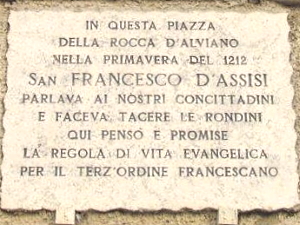 IN QUESTA PIAZZA
DELLA ROCCA D'ALVIANO
NELLA PRIMAVERA DEL 1212
SAN FRANCESCO D'ASSISI
PARLAVA AI NOSTRI CONCITTADINI
E FACEVA TACERE LE RONDINI
QUI PENSÒ E PROMISE
LA REGOLA DI VITA EVANGELICA
PER IL TERZ'ORDINE FRANCESCANO